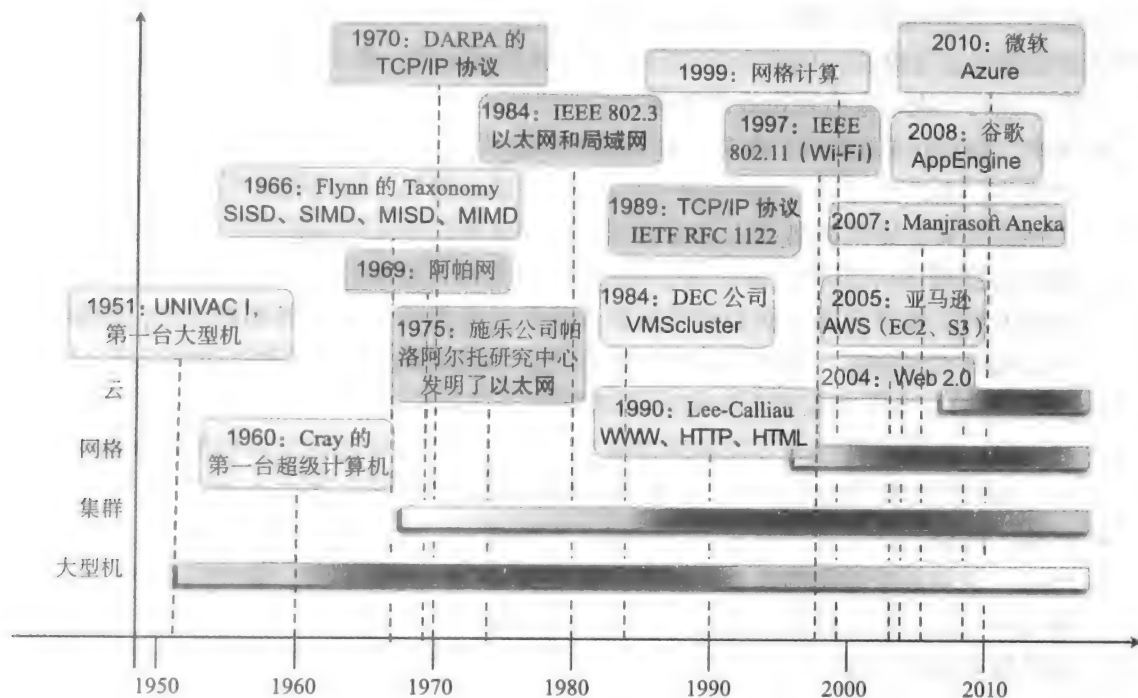 1970：DARPA 的
TCP/IP 协议
2010：微软
Azure
1999：网格计算
1984：IEEE 802.3
以太网和局域网
1997：IEEE
802.11（Wi-Fi）
2008：谷歌
AppEngine
1966：Flynn 的 Taxonomy
SISD、SIMD、MISD、MIMD
1989：TCP/IP 协议
IETF RFC 1122
2007：Manjrasoft Aneka
1969：阿帕网
1951：UNIVAC I，
第一台大型机
1975：施乐公司帕
洛阿尔托研究中心
发明了以太网
1984：DEC 公司
VMScluster
2005：亚马逊
AWS（EC2、S3）
2004：Web 2.0
云
1990：Lee-Calliau
WWW、HTTP、HTML
1960：Cray 的
第一台超级计算机
网格
集群
大型机
1950
1960
1970
1980
1990
2000
2010